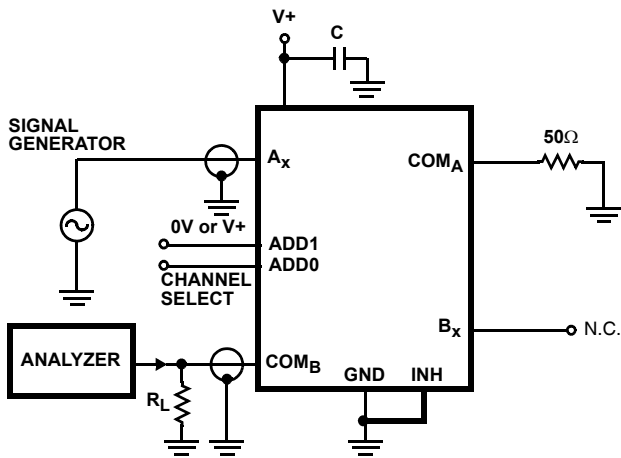 V+
C
SIGNAL
GENERATOR
Ax
COMA
50Ω
0V or V+
ADD1
ADD0
CHANNEL
SELECT
Bx
N.C.
ANALYZER
COMB
GND
INH
RL